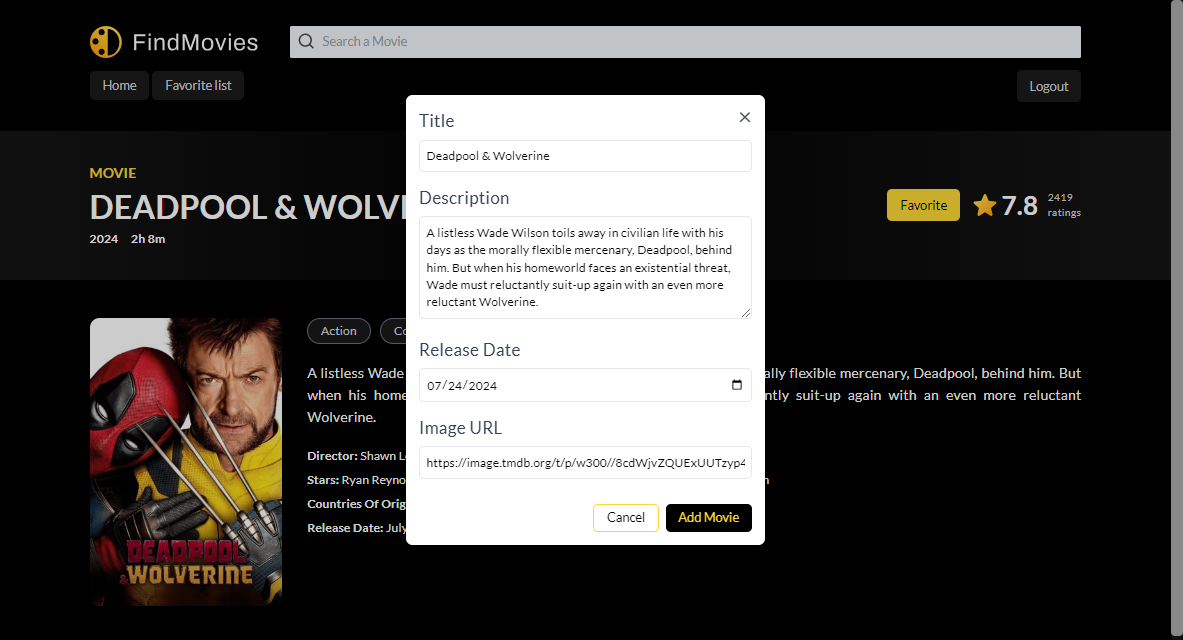 FindMovies
Search a Movie
Home
Favorite list
Logout
MOVIE
DEADPOOL & WOLV
2024 2h 8m
Favorite
7.8
2419
ratings
Title
Deadpool & Wolverine
Description
A listless Wade Wilson toils away in civilian life with his
days as the morally flexible mercenary, Deadpool, behind
him. But when his homeworld faces an existential threat,
Wade must reluctantly suit-up again with an even more
reluctant Wolverine.
Release Date
07/24/2024
Image URL
https://image.tmdb.org/t/p/w300//8cdWjvZQUExUUTzyp4
Cancel
Add Movie
Action
Co
A listless Wade
ally flexible mercenary, Deadpool, behind him. But
when his home
ntly suit-up again with an even more reluctant
Wolverine.
Director: Shawn L
Stars: Ryan Reyno
Countries Of Orig
Release Date: July
DEADPOOL
& WOLVERINE